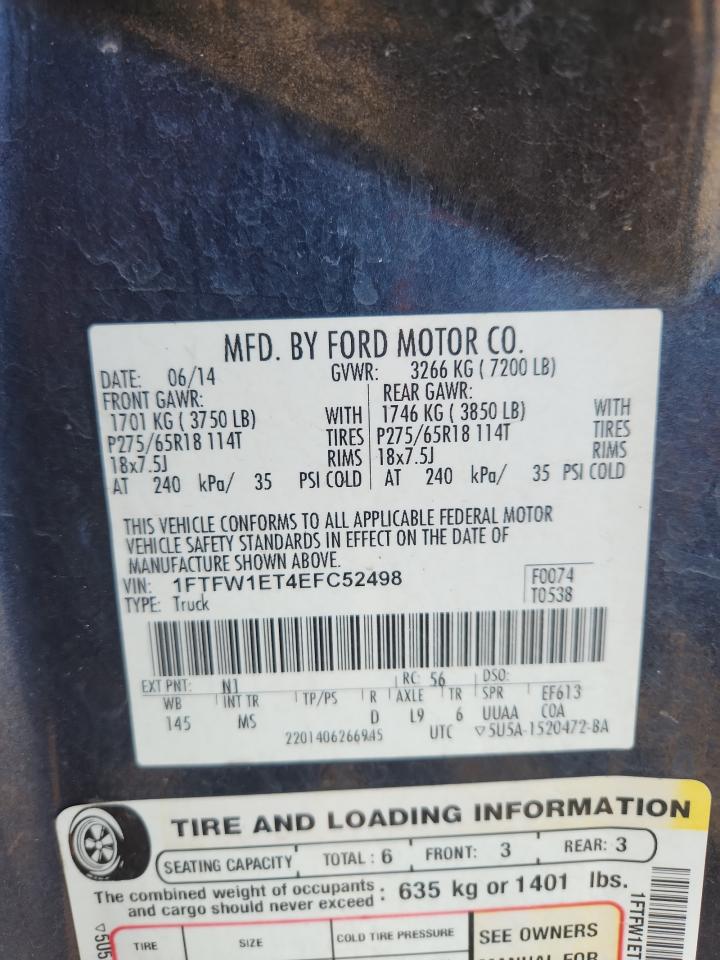 MFD. BY FORD MOTOR CO.
DATE: 06/14 GVWR: 3266 KG ( 7200 LB)
FRONT GAWR: REAR GAWR:
1701 KG ( 3750 LB) WITH 1746 KG ( 3850 LB) WITH
P275/65R18 114T TIRES P275/65R18 114T TIRES
18x7.5J RIMS 18x7.5J RIMS
AT 240 kPa/ 35 PSI COLD AT 240 kPa/ 35 PSI COLD
THIS VEHICLE CONFORMS TO ALL APPLICABLE FEDERAL MOTOR
VEHICLE SAFETY STANDARDS IN EFFECT ON THE DATE OF
MANUFACTURE SHOWN ABOVE.
VIN: 1FTFW1ET4EFC52498 F0074
TYPE: Truck T0538
EXT PNT: N1 RC: 56 DSO:
WB INT TR TP/PS R AXLE TR SPR EF613
145 MS D L9 6 UUAA COA
220140626
UTC ▽5U5A-1520472-BA
TIRE AND LOADING INFORMATION
SEATING CAPACITY TOTAL : 6 FRONT: 3 REAR: 3
The combined weight of occupants
and cargo should never exceed : 635 kg or 1401 lbs.
TIRE SIZE COLD TIRE PRESSURE SEE OWNERS
MANUAL FOR
▽5U5
1FTFW1ET